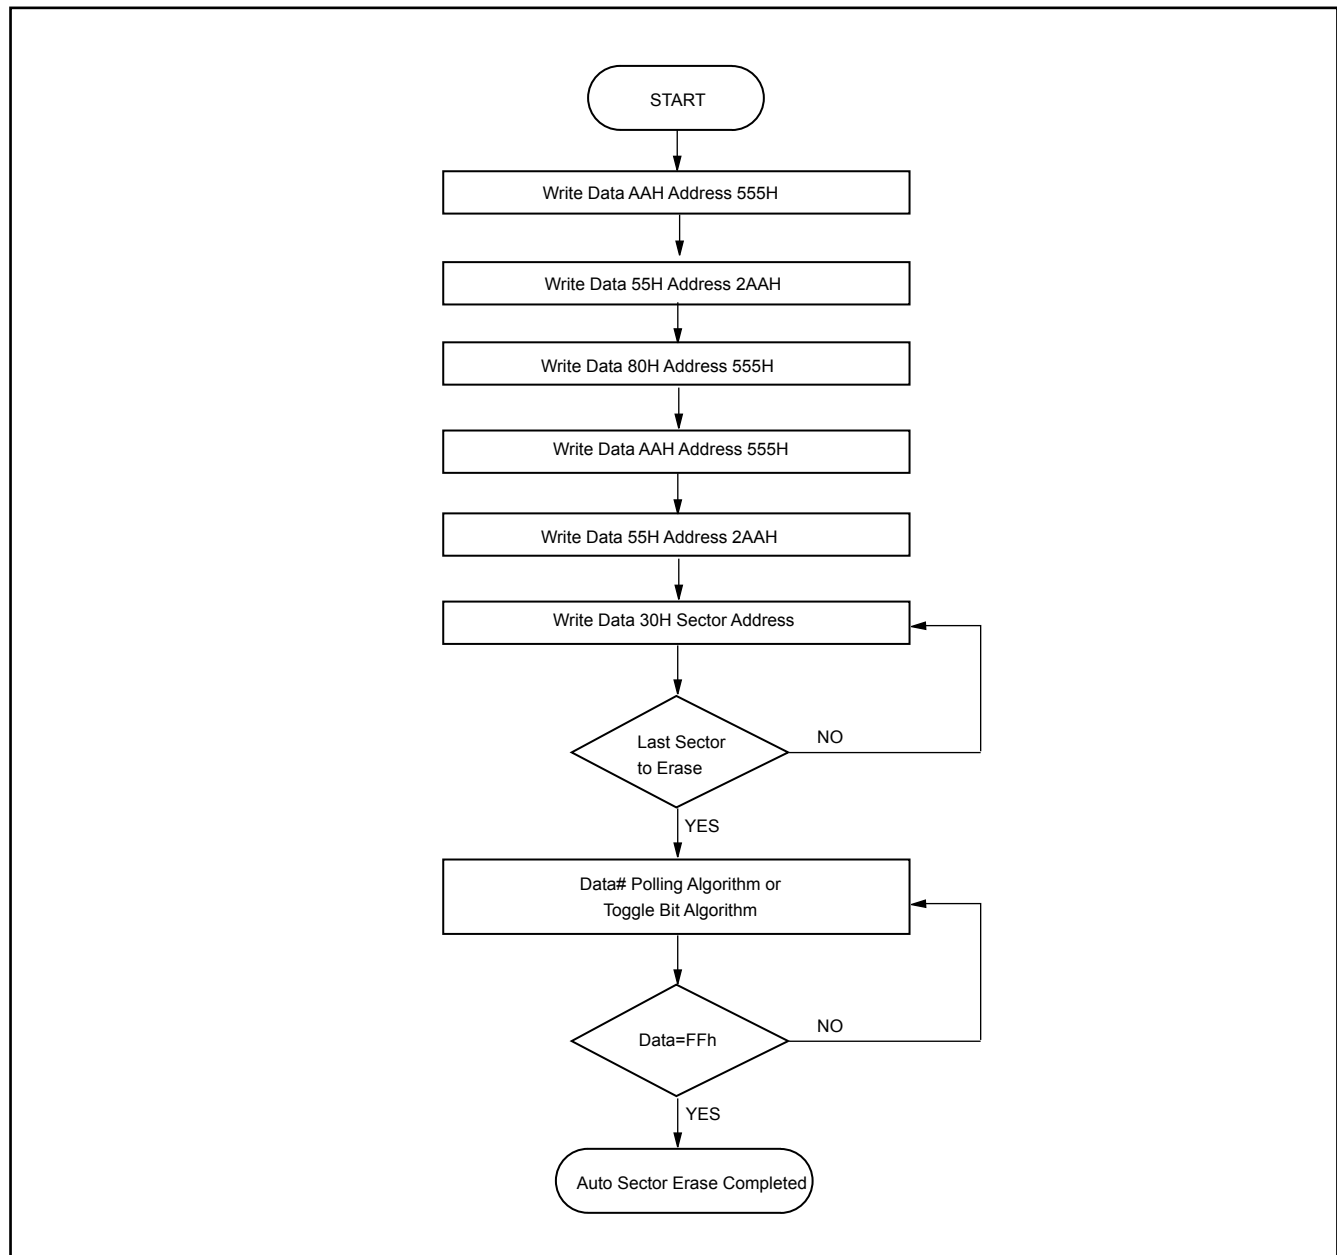 START
Write Data AAH Address 555H
Write Data 55H Address 2AAH
Write Data 80H Address 555H
Write Data AAH Address 555H
Write Data 55H Address 2AAH
Write Data 30H Sector Address
Last Sector
to Erase
NO
YES
Data# Polling Algorithm or
Toggle Bit Algorithm
Data=FFh
NO
YES
Auto Sector Erase Completed